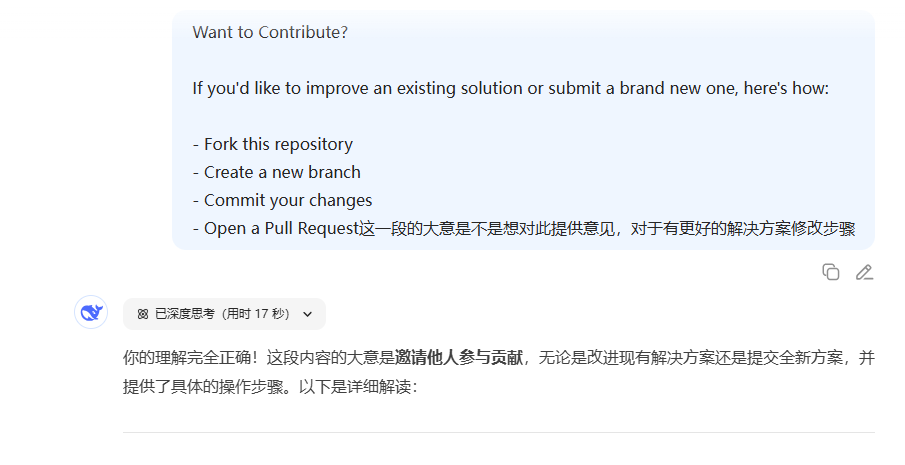 Want to Contribute?
If you'd like to improve an existing solution or submit a brand new one, here's how:
- Fork this repository
- Create a new branch
- Commit your changes
- Open a Pull Request这一段的大意是不是想对此提供意见，对于有更好的解决方案修改步骤
已深度思考（用时 17 秒）
你的理解完全正确！这段内容的大意是邀请他人参与贡献，无论是改进现有解决方案还是提交全新方案，并
提供了具体的操作步骤。以下是详细解读：